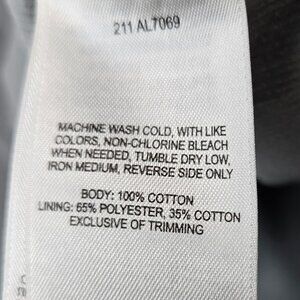 211 AL7069
MACHINE WASH COLD, WITH LIKE
COLORS, NON-CHLORINE BLEACH
WHEN NEEDED, TUMBLE DRY LOW,
IRON MEDIUM, REVERSE SIDE ONLY
BODY: 100% COTTON
LINING: 65% POLYESTER, 35% COTTON
EXCLUSIVE OF TRIMMING